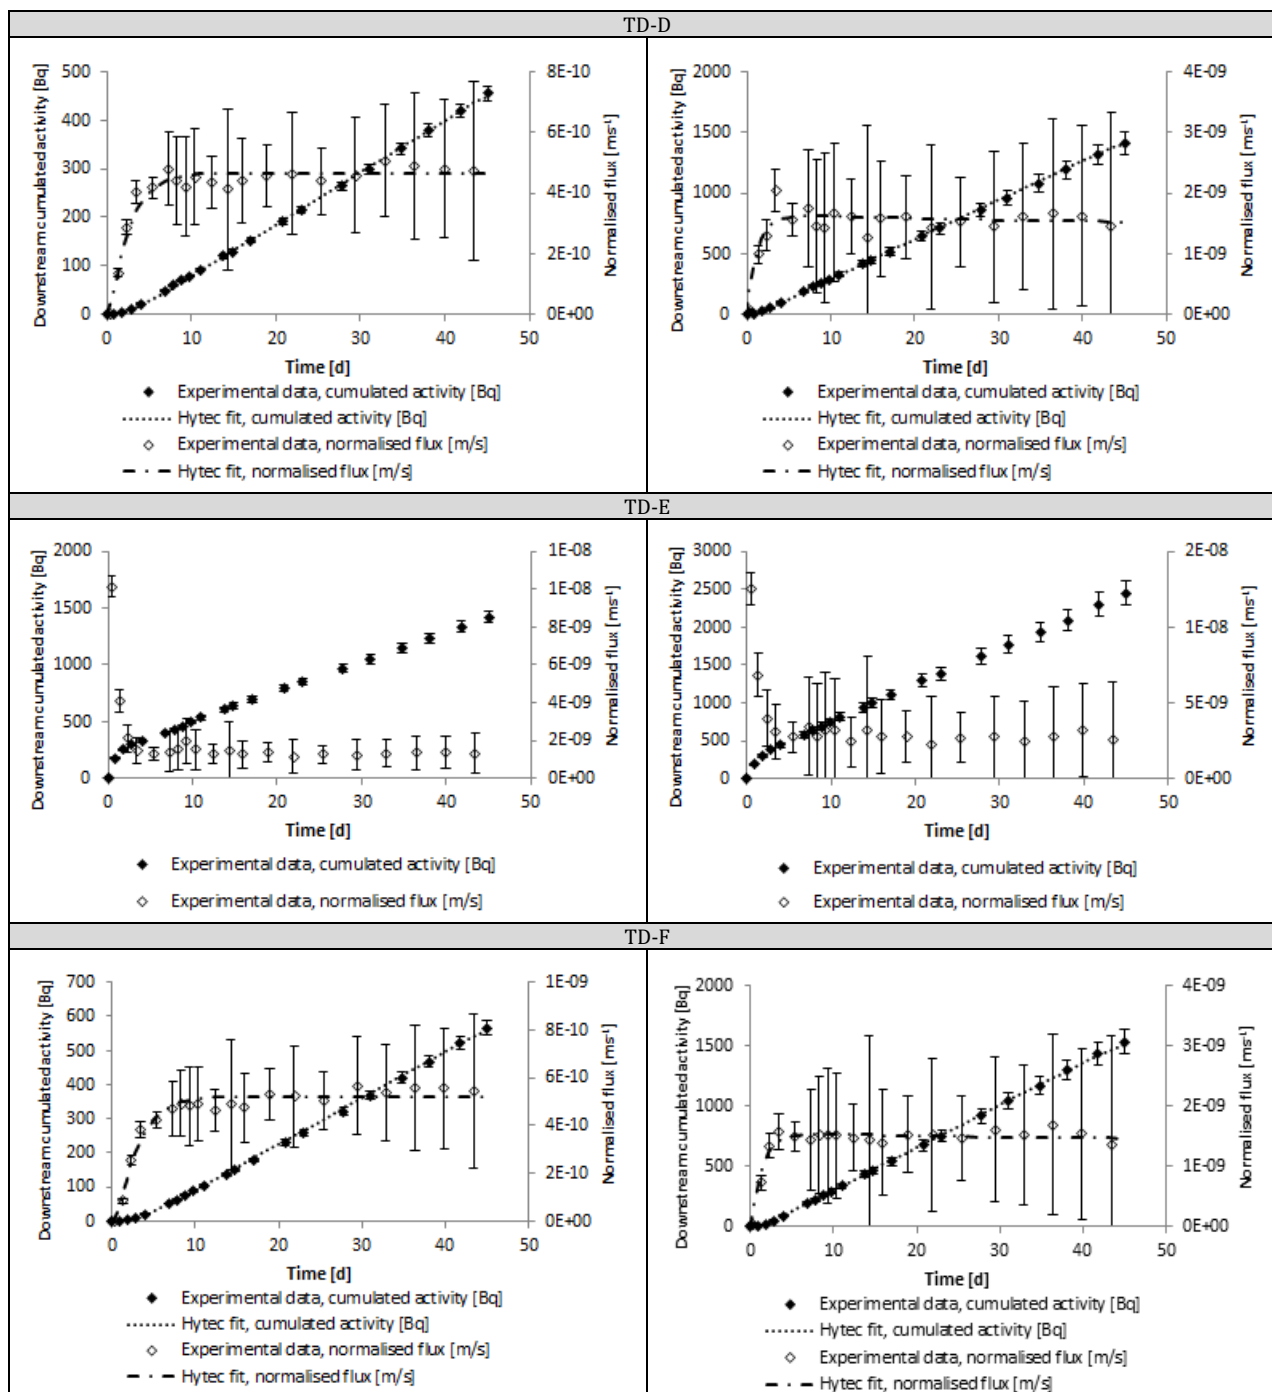 TD-D
Downstream cumulated activity [Bq]
500
400
300
200
100
0
8E-10
6E-10
4E-10
2E-10
0E+00
Normalised flux [ms⁻¹]
0 10 20 30 40 50
Time [d]
Experimental data, cumulated activity [Bq]
Hytec fit, cumulated activity [Bq]
Experimental data, normalised flux [m/s]
Hytec fit, normalised flux [m/s]
Downstream cumulated activity [Bq]
2000
1500
1000
500
0
4E-09
3E-09
2E-09
1E-09
0E+00
Normalised flux [ms⁻¹]
0 10 20 30 40 50
Time [d]
Experimental data, cumulated activity [Bq]
Hytec fit, cumulated activity [Bq]
Experimental data, normalised flux [m/s]
Hytec fit, normalised flux [m/s]
TD-E
Downstream cumulated activity [Bq]
2000
1500
1000
500
0
1E-08
1E-08
8E-09
6E-09
4E-09
2E-09
0E+00
Normalised flux [ms⁻¹]
0 10 20 30 40 50
Time [d]
Experimental data, cumulated activity [Bq]
Experimental data, normalised flux [m/s]
Downstream cumulated activity [Bq]
3000
2500
2000
1500
1000
500
0
2E-08
1E-08
5E-09
0E+00
Normalised flux [ms⁻¹]
0 10 20 30 40 50
Time [d]
Experimental data, cumulated activity [Bq]
Experimental data, normalised flux [m/s]
TD-F
Downstream cumulated activity [Bq]
700
600
500
400
300
200
100
0
1E-09
8E-10
6E-10
4E-10
2E-10
0E+00
Normalised flux [ms⁻¹]
0 10 20 30 40 50
Time [d]
Experimental data, cumulated activity [Bq]
Hytec fit, cumulated activity [Bq]
Experimental data, normalised flux [m/s]
Hytec fit, normalised flux [m/s]
Downstream cumulated activity [Bq]
2000
1500
1000
500
0
4E-09
3E-09
2E-09
1E-09
0E+00
Normalised flux [ms⁻¹]
0 10 20 30 40 50
Time [d]
Experimental data, cumulated activity [Bq]
Hytec fit, cumulated activity [Bq]
Experimental data, normalised flux [m/s]
Hytec fit, normalised flux [m/s]